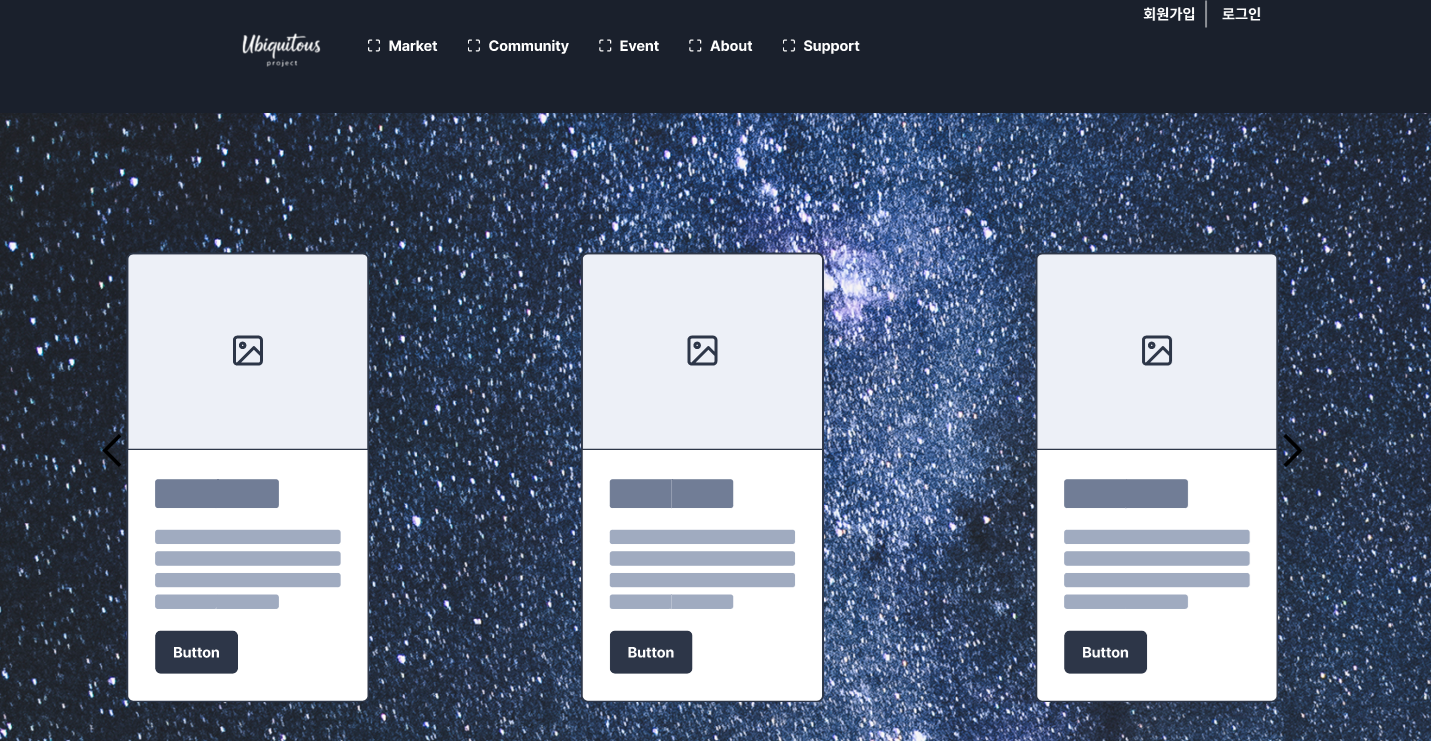 회원가입 로그인
Ubiquitous
project
Market Community Event About Support
Button Button Button